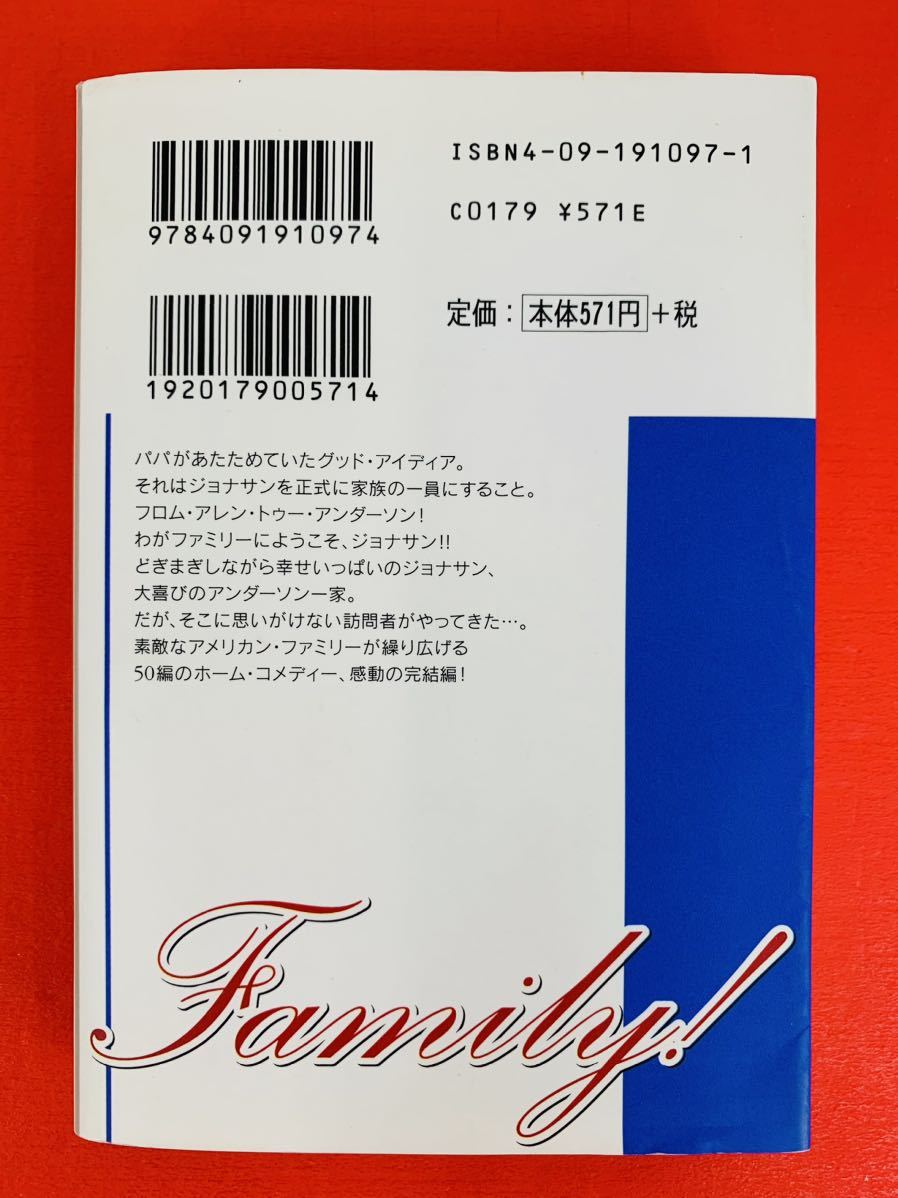 ISBN4-09-191097-1
9784091910974
C0179 ¥571E
定価：本体571円+税
1920179005714
パパがあたためていたグッド・アイディア。
それはジョナサンを正式に家族の一員にすること。
フロム・アレン・トゥー・アンダーソン!
わがファミリーにようこそ、ジョナサン!!
どぎまぎしながら幸せいっぱいのジョナサン、
大喜びのアンダーソン一家。
だが、そこに思いがけない訪問者がやってきた…。
素敵なアメリカン・ファミリーが繰り広げる
50編のホーム・コメディー、感動の完結編!
Family!